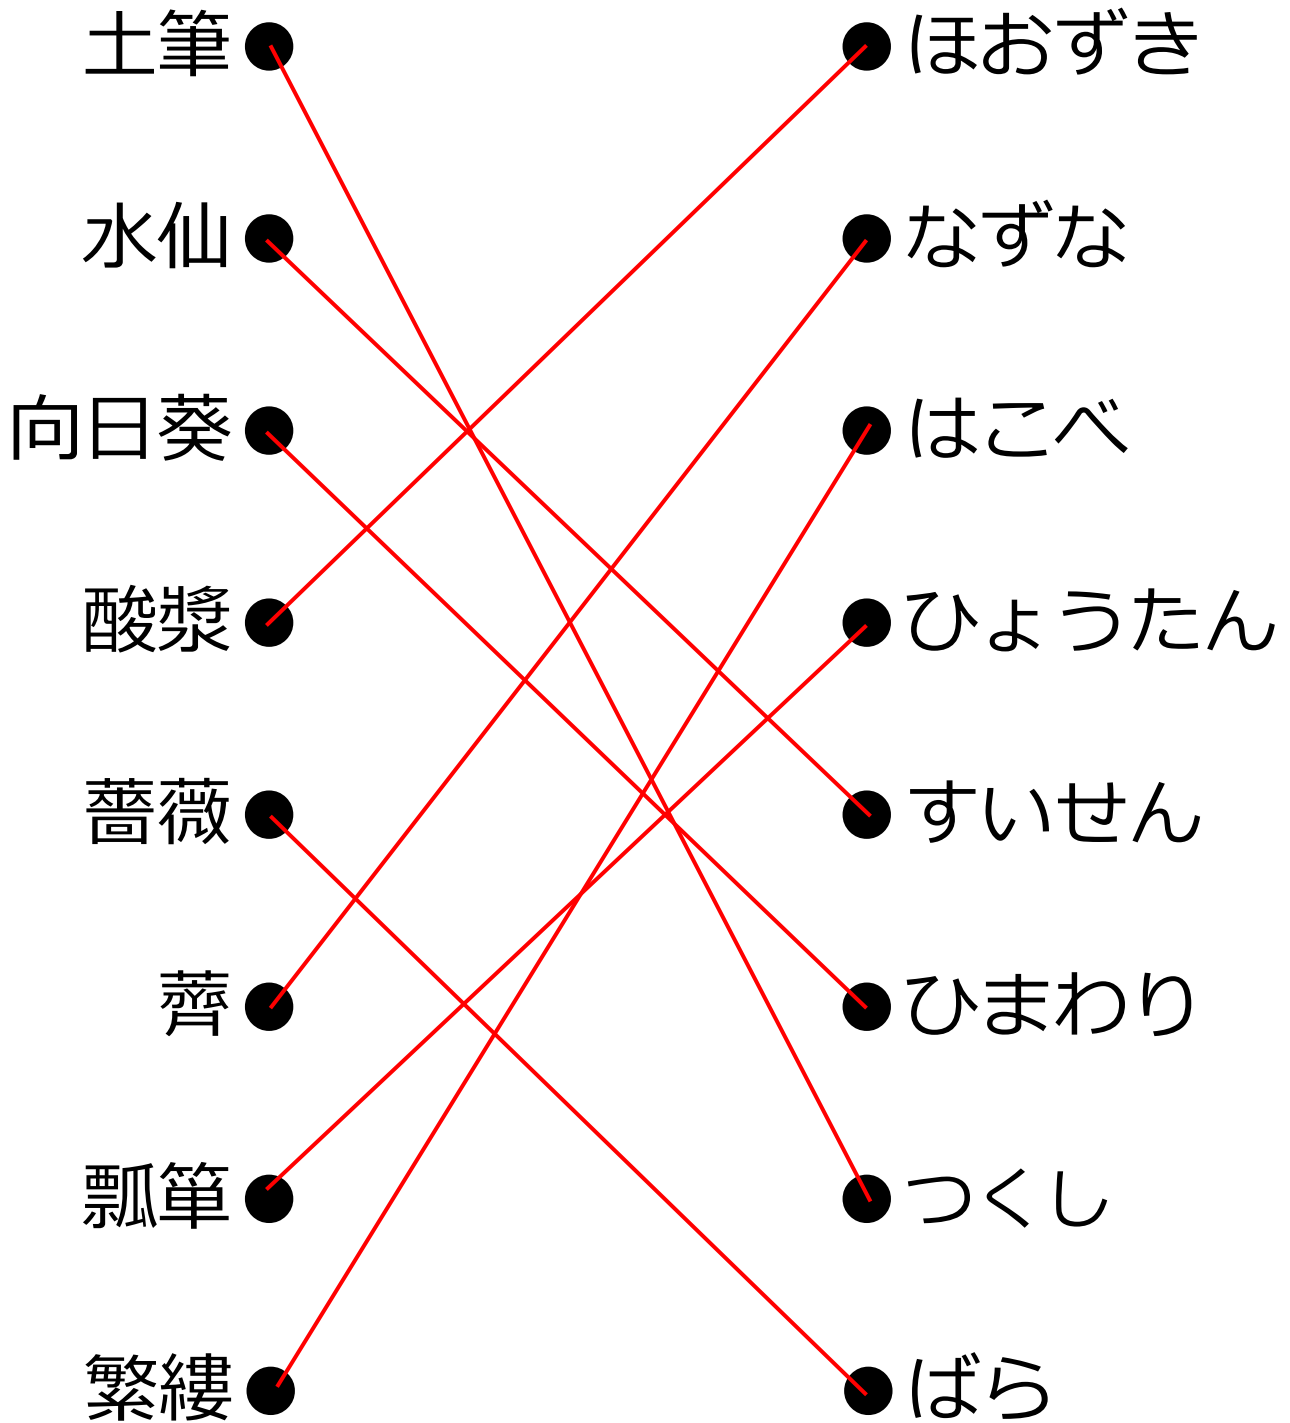 土筆 ほおずき
水仙 なずな
向日葵 はこべ
酸漿 ひょうたん
薔薇 すいせん
薺 ひまわり
瓢箪 つくし
繁縷 ばら